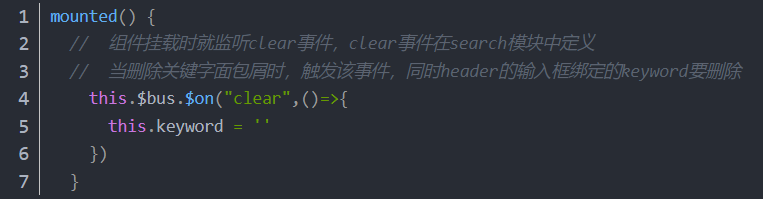 1 mounted() {
2 //  组件挂载时就监听clear事件，clear事件在search模块中定义
3 //  当删除关键字面包屑时，触发该事件，同时header的输入框绑定的keyword要删除
4 this.$bus.$on("clear",()=>{
5 this.keyword = ''
6 })
7 }